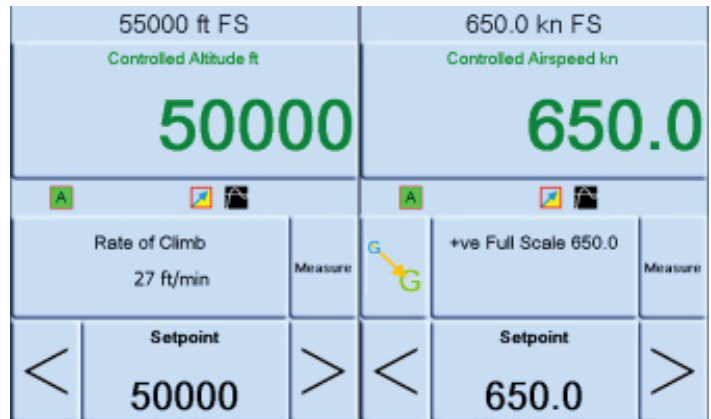 55000 ft FS
Controlled Altitude ft
50000
A
Rate of Climb
27 ft/min
Measure
Setpoint
<
50000
>
650.0 kn FS
Controlled Airspeed kn
650.0
A
G
G
+ve Full Scale 650.0
Measure
Setpoint
<
650.0
>